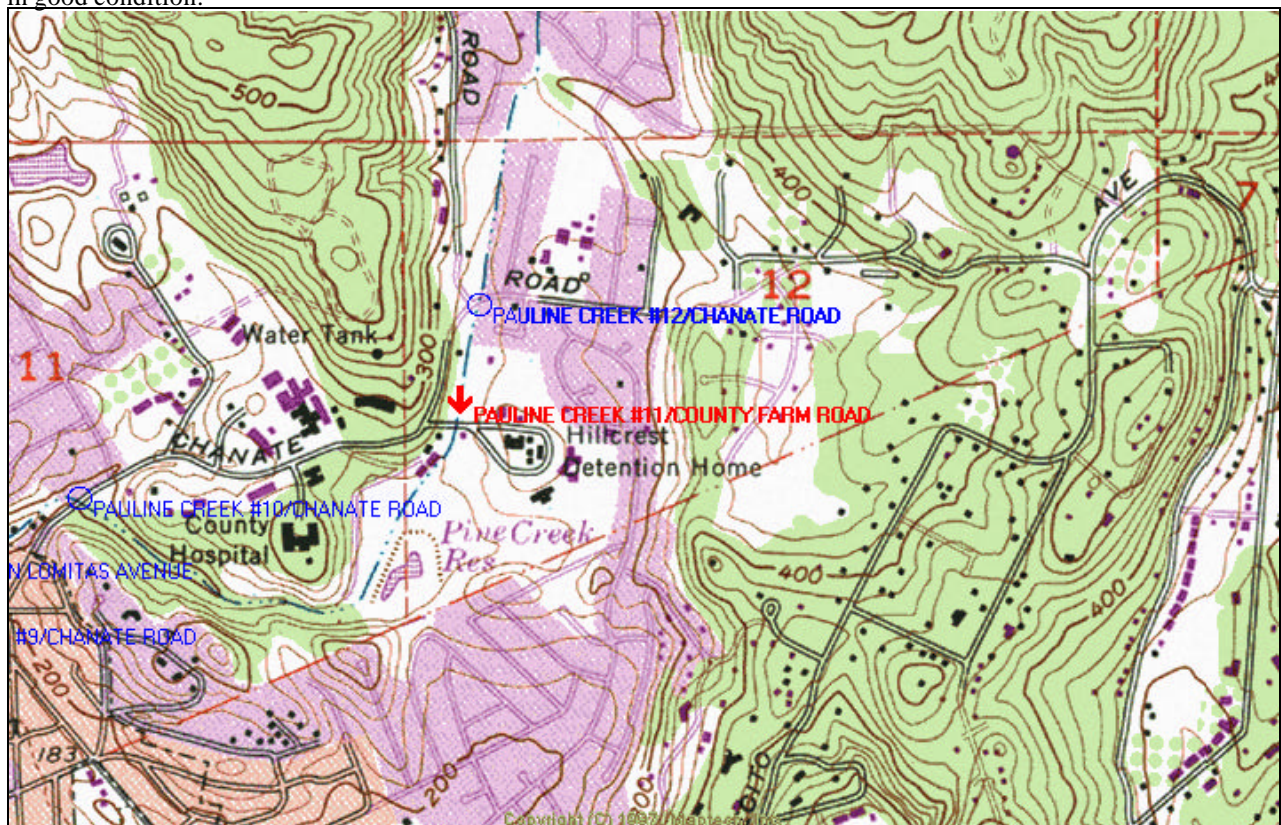 in good condition.
500
ROAD
400
AVE
7
ROAD
12
PAULINE CREEK #12/CHANATE ROAD
Water Tank
300
11
PAULINE CREEK #11/COUNTY FARM ROAD
CHANATE
Hillcrest
Detention Home
PAULINE CREEK #10/CHANATE ROAD
County
Hospital
Pine Creek
Res
N LOMITAS AVENUE
400
400
#9/CHANATE ROAD
200
183
200
200